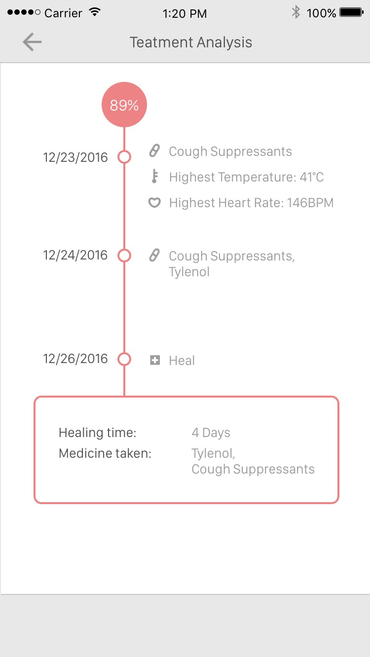 Carrier 1:20 PM 100%
Teatment Analysis
89%
12/23/2016 Cough Suppressants
Highest Temperature: 41°C
Highest Heart Rate: 146BPM
12/24/2016 Cough Suppressants,
Tylenol
12/26/2016 Heal
Healing time: 4 Days
Medicine taken: Tylenol,
Cough Suppressants